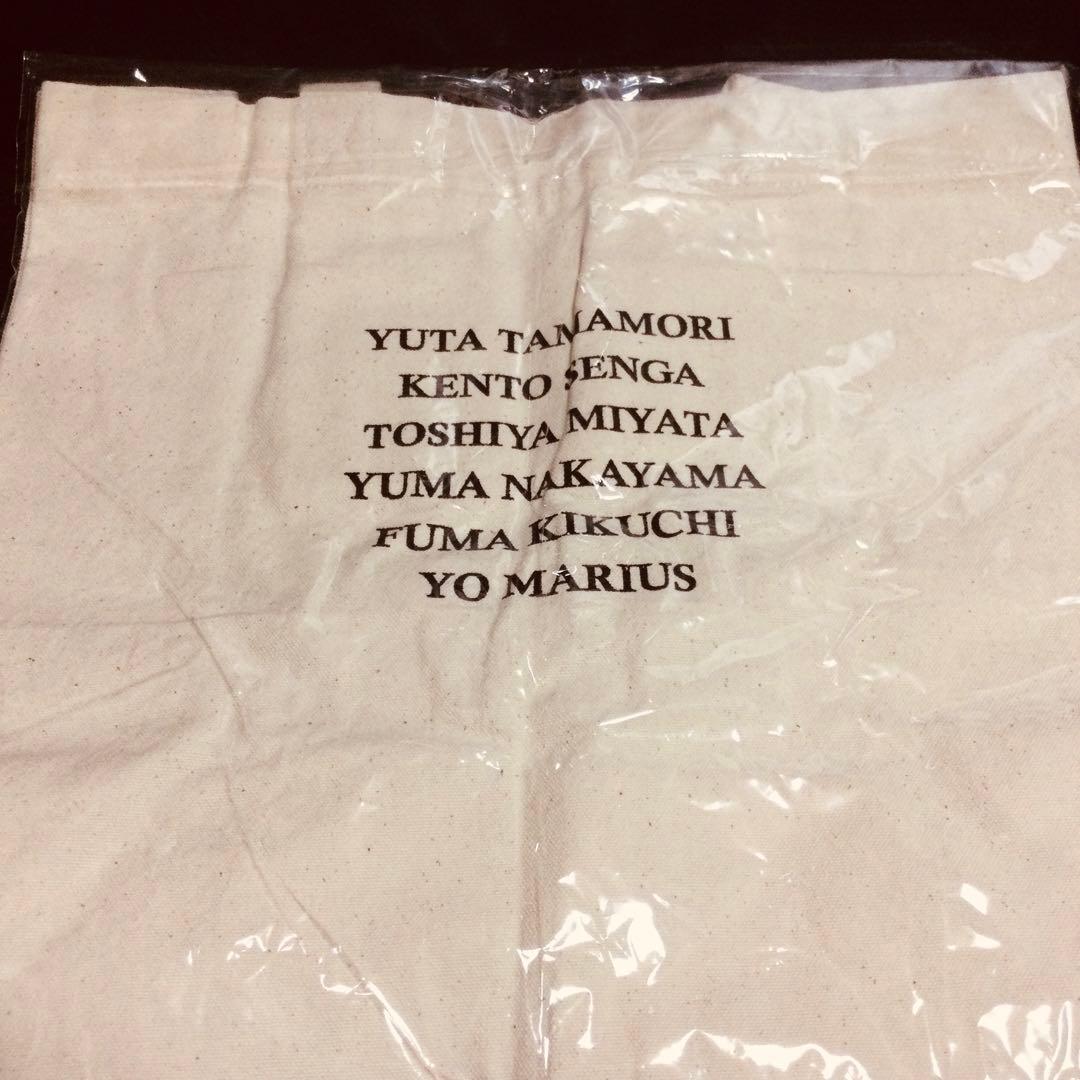 YUTA TAMAMORI
KENTO SENGA
TOSHIYA MIYATA
YUMA NAKAYAMA
FUMA KIKUCHI
YO MARIUS